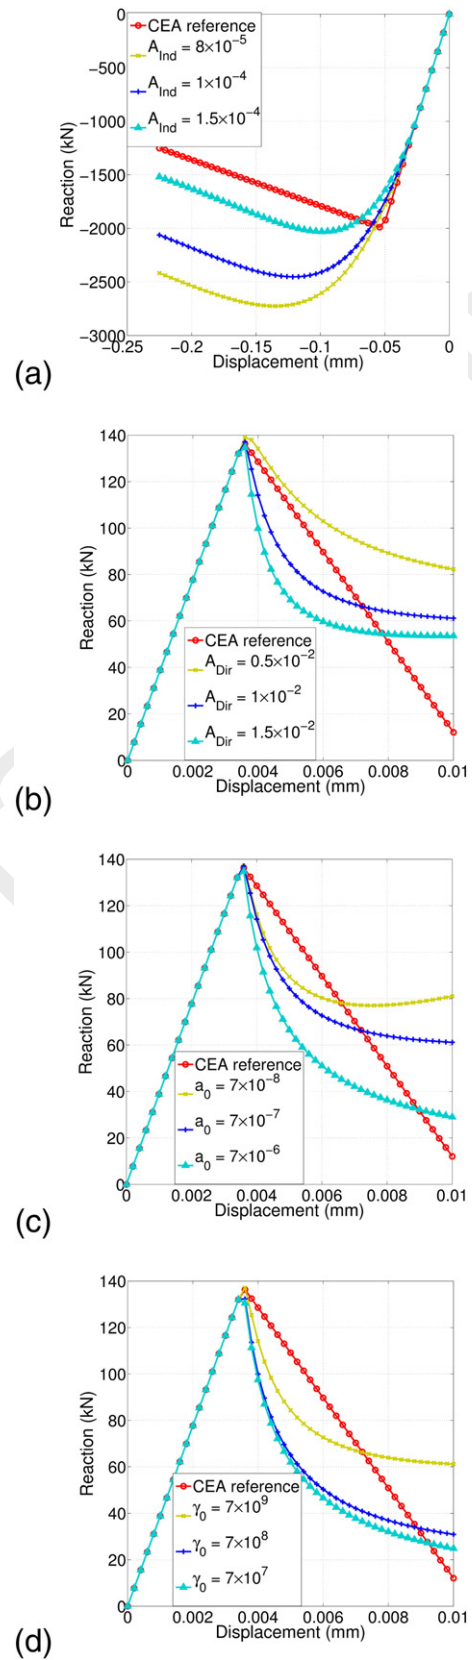 0
−500
−1000
−1500
−2000
−2500
−3000
Reaction (kN)
CEA reference
A_Ind = 8×10^−5
A_Ind = 1×10^−4
A_Ind = 1.5×10^−4
−0.25 −0.2 −0.15 −0.1 −0.05 0
Displacement (mm)
(a)
140
120
100
80
60
40
20
0
Reaction (kN)
CEA reference
A_Dir = 0.5×10^−2
A_Dir = 1×10^−2
A_Dir = 1.5×10^−2
0 0.002 0.004 0.006 0.008 0.01
Displacement (mm)
(b)
140
120
100
80
60
40
20
0
Reaction (kN)
CEA reference
a_0 = 7×10^−8
a_0 = 7×10^−7
a_0 = 7×10^−6
0 0.002 0.004 0.006 0.008 0.01
Displacement (mm)
(c)
140
120
100
80
60
40
20
0
Reaction (kN)
CEA reference
γ_0 = 7×10^9
γ_0 = 7×10^8
γ_0 = 7×10^7
0 0.002 0.004 0.006 0.008 0.01
Displacement (mm)
(d)